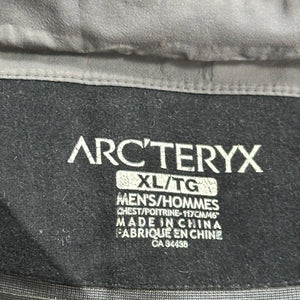 ARC'TERYX
XL/TG
MEN'S/HOMMES
CHEST/POITRINE-117CM/46"
MADE IN CHINA
FABRIQUÉ EN CHINE
CA 34438